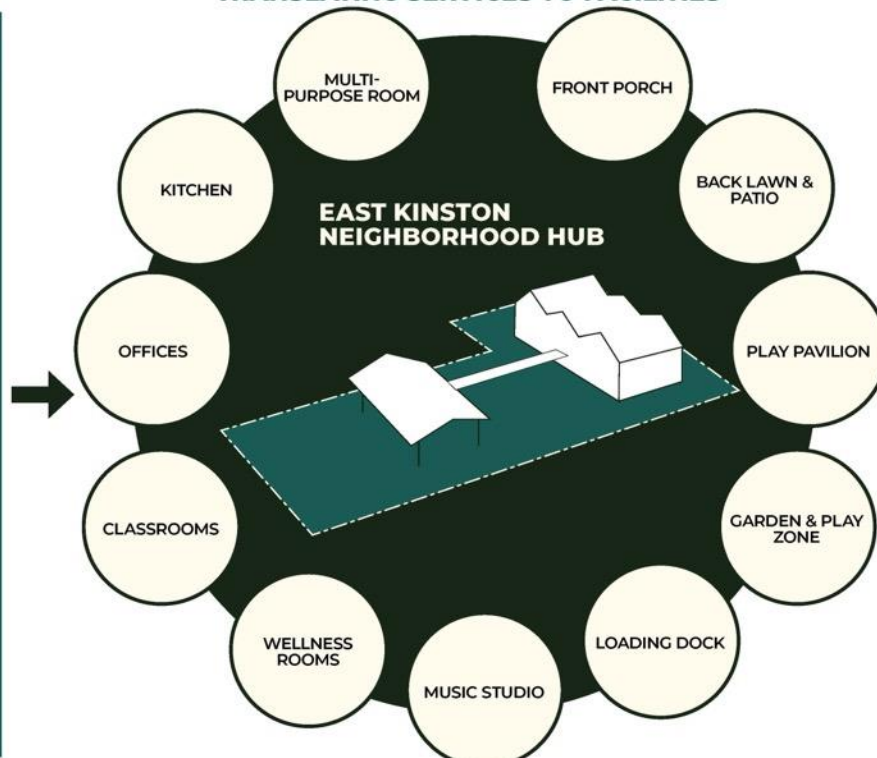 MULTI-
PURPOSE ROOM
FRONT PORCH
KITCHEN
BACK LAWN &
PATIO
EAST KINSTON
NEIGHBORHOOD HUB
OFFICES
PLAY PAVILION
CLASSROOMS
GARDEN & PLAY
ZONE
WELLNESS
ROOMS
LOADING DOCK
MUSIC STUDIO